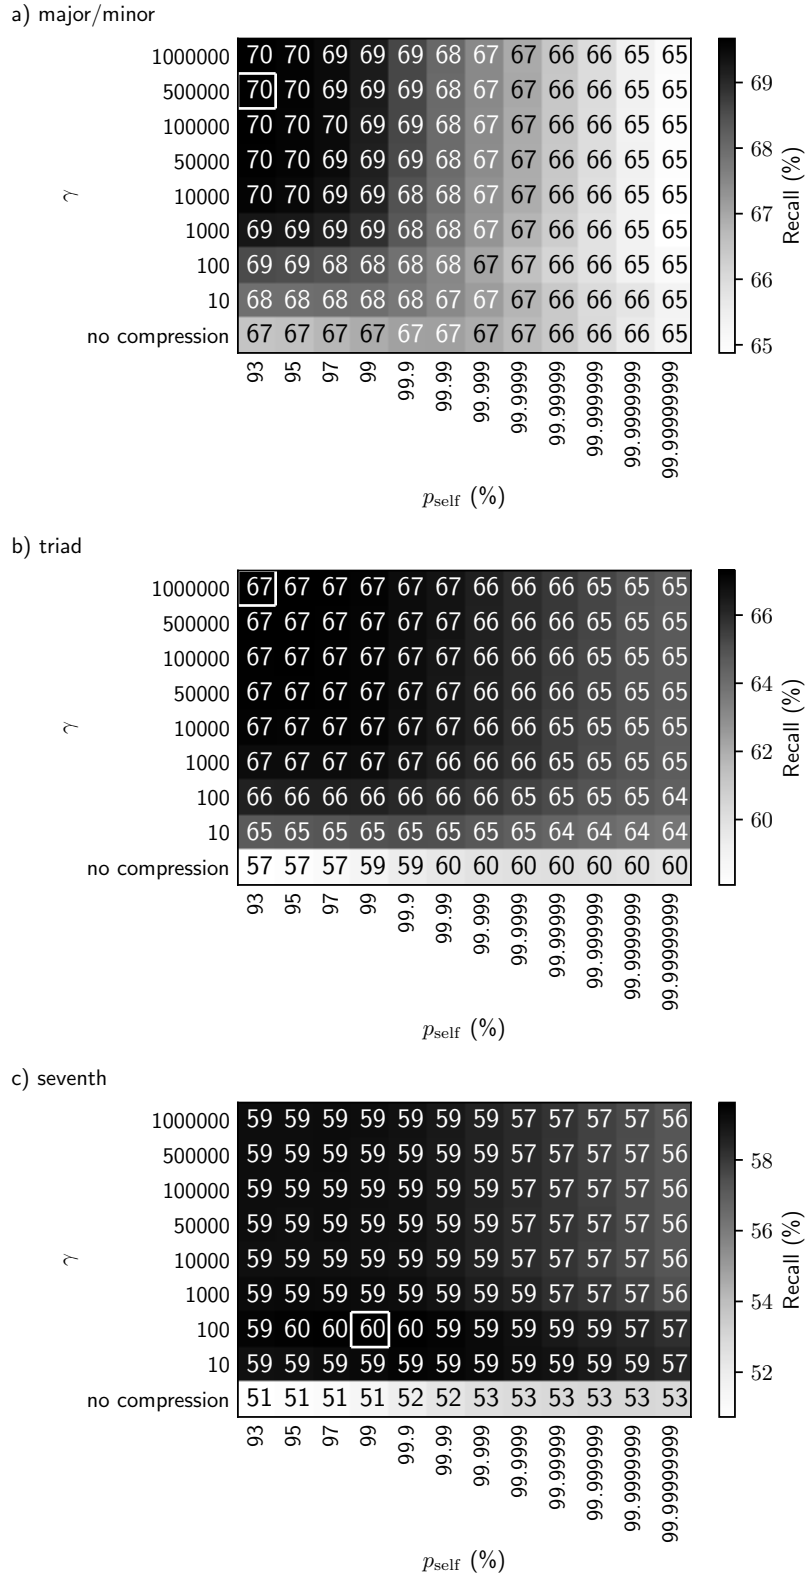 a) major/minor
1000000 70 70 69 69 69 68 67 67 66 66 65 65
500000 70 70 69 69 69 68 67 67 66 66 65 65
100000 70 70 70 69 69 68 67 67 66 66 65 65
50000 70 70 69 69 69 68 67 67 66 66 65 65
10000 70 70 69 69 68 68 67 67 66 66 65 65
1000 69 69 69 69 68 68 67 67 66 66 65 65
100 69 69 68 68 68 68 67 67 66 66 65 65
10 68 68 68 68 68 67 67 67 66 66 66 65
no compression 67 67 67 67 67 67 67 67 66 66 66 65
γ
93 95 97 99 99.9 99.99 99.999 99.9999 99.99999 99.999999 99.9999999 99.99999999
p_self (%)
69
68
67
66
65
Recall (%)
b) triad
1000000 67 67 67 67 67 67 66 66 66 65 65 65
500000 67 67 67 67 67 67 66 66 66 65 65 65
100000 67 67 67 67 67 67 66 66 66 65 65 65
50000 67 67 67 67 67 67 66 66 66 65 65 65
10000 67 67 67 67 67 67 66 66 65 65 65 65
1000 67 67 67 67 67 66 66 66 65 65 65 65
100 66 66 66 66 66 66 66 65 65 65 65 64
10 65 65 65 65 65 65 65 65 64 64 64 64
no compression 57 57 57 59 59 60 60 60 60 60 60 60
γ
93 95 97 99 99.9 99.99 99.999 99.9999 99.99999 99.999999 99.9999999 99.99999999
p_self (%)
66
64
62
60
Recall (%)
c) seventh
1000000 59 59 59 59 59 59 59 57 57 57 57 56
500000 59 59 59 59 59 59 59 57 57 57 57 56
100000 59 59 59 59 59 59 59 57 57 57 57 56
50000 59 59 59 59 59 59 59 57 57 57 57 56
10000 59 59 59 59 59 59 59 57 57 57 57 56
1000 59 59 59 59 59 59 59 59 57 57 57 56
100 59 60 60 60 60 59 59 59 59 59 57 57
10 59 59 59 59 59 59 59 59 59 59 59 57
no compression 51 51 51 51 52 52 53 53 53 53 53 53
γ
93 95 97 99 99.9 99.99 99.999 99.9999 99.99999 99.999999 99.9999999 99.99999999
p_self (%)
58
56
54
52
Recall (%)